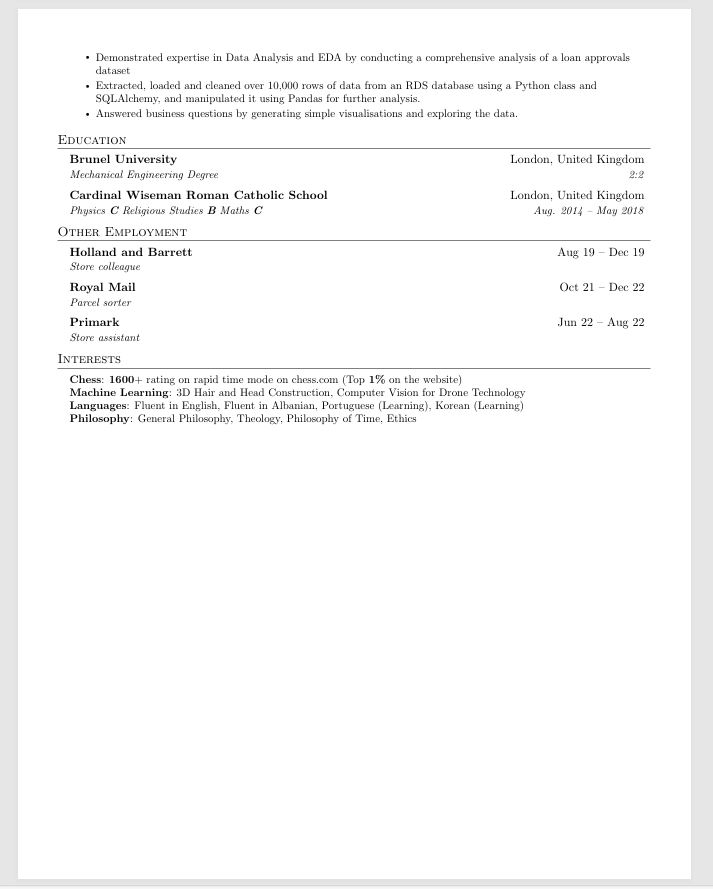 • Demonstrated expertise in Data Analysis and EDA by conducting a comprehensive analysis of a loan approvals
dataset
• Extracted, loaded and cleaned over 10,000 rows of data from an RDS database using a Python class and
SQLAlchemy, and manipulated it using Pandas for further analysis.
• Answered business questions by generating simple visualisations and exploring the data.
Education
Brunel University London, United Kingdom
Mechanical Engineering Degree 2:2
Cardinal Wiseman Roman Catholic School London, United Kingdom
Physics C Religious Studies B Maths C Aug. 2014 – May 2018
Other Employment
Holland and Barrett Aug 19 – Dec 19
Store colleague
Royal Mail Oct 21 – Dec 22
Parcel sorter
Primark Jun 22 – Aug 22
Store assistant
Interests
Chess: 1600+ rating on rapid time mode on chess.com (Top 1% on the website)
Machine Learning: 3D Hair and Head Construction, Computer Vision for Drone Technology
Languages: Fluent in English, Fluent in Albanian, Portuguese (Learning), Korean (Learning)
Philosophy: General Philosophy, Theology, Philosophy of Time, Ethics